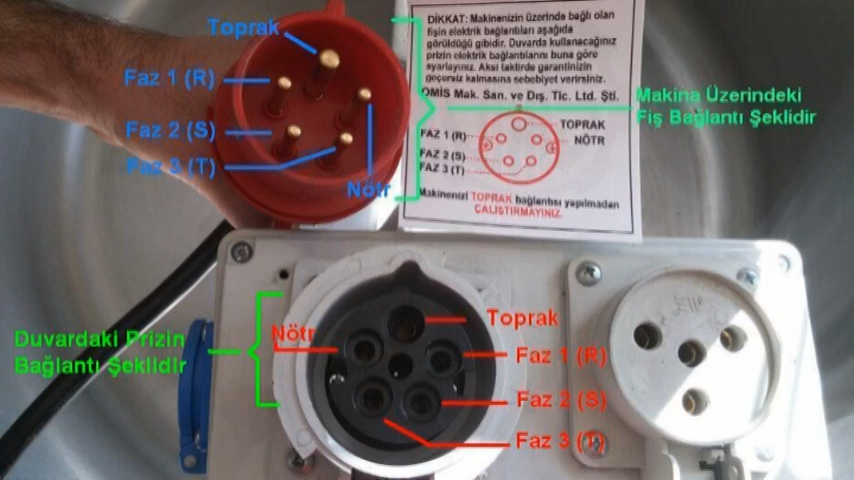 Toprak
Faz 1 (R)
Faz 2 (S)
Faz 3 (T)
Nötr
DİKKAT: Makinenizin üzerinde bağlı olan
fişin elektrik bağlantıları aşağıda
görüldüğü gibidir. Duvarda kullanacağınız
prizin elektrik bağlantılarını buna göre
ayarlayınız. Aksi taktirde garantinizin
geçersiz kalmasına sebebiyet verirsiniz.
OMİS Mak. San. ve Dış. Tic. Ltd. Şti.
TOPRAK
NÖTR
FAZ 1 (R)
FAZ 2 (S)
FAZ 3 (T)
Makinenizi TOPRAK bağlantısı yapılmadan
ÇALIŞTIRMAYINIZ.
Makina Üzerindeki
Fiş Bağlantı Şeklidir
Duvardaki Prizin
Bağlantı Şeklidir
Nötr
Toprak
Faz 1 (R)
Faz 2 (S)
Faz 3 (T)